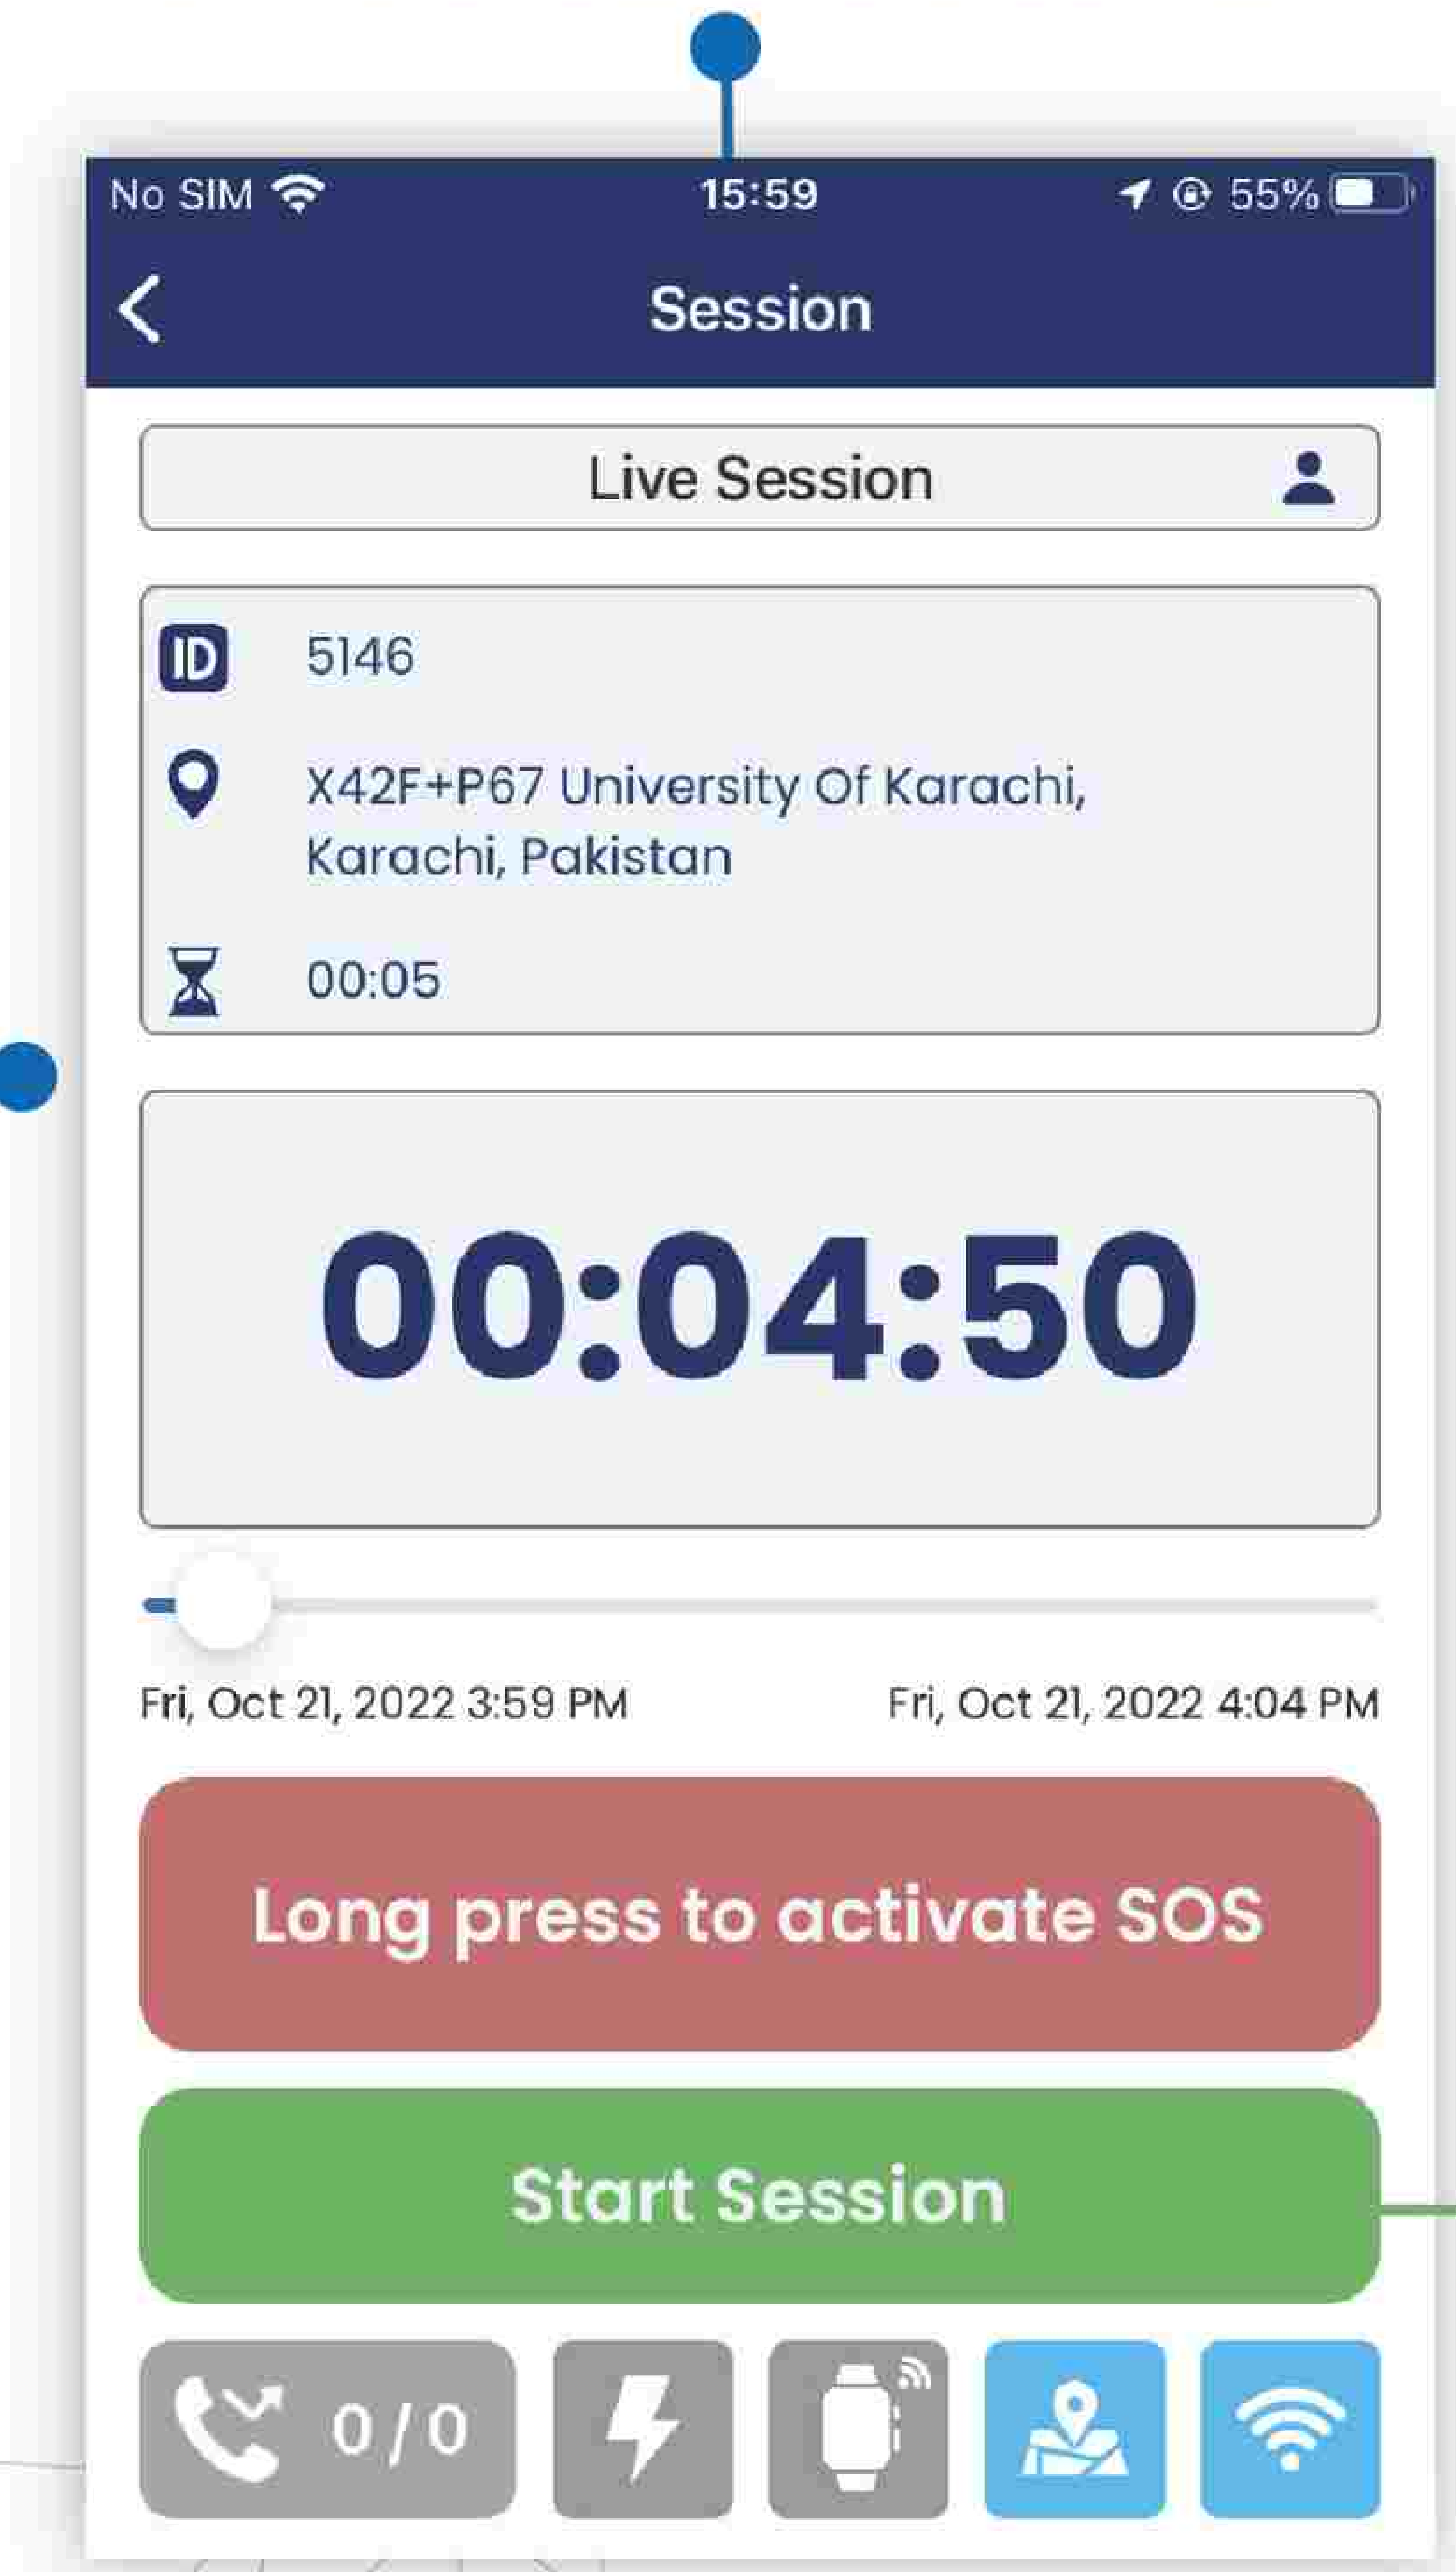 No SIM 15:59 55%
Session
Live Session
ID 5146
X42F+P67 University Of Karachi,
Karachi, Pakistan
00:05
00:04:50
Fri, Oct 21, 2022 3:59 PM Fri, Oct 21, 2022 4:04 PM
Long press to activate SOS
Start Session
0 / 0